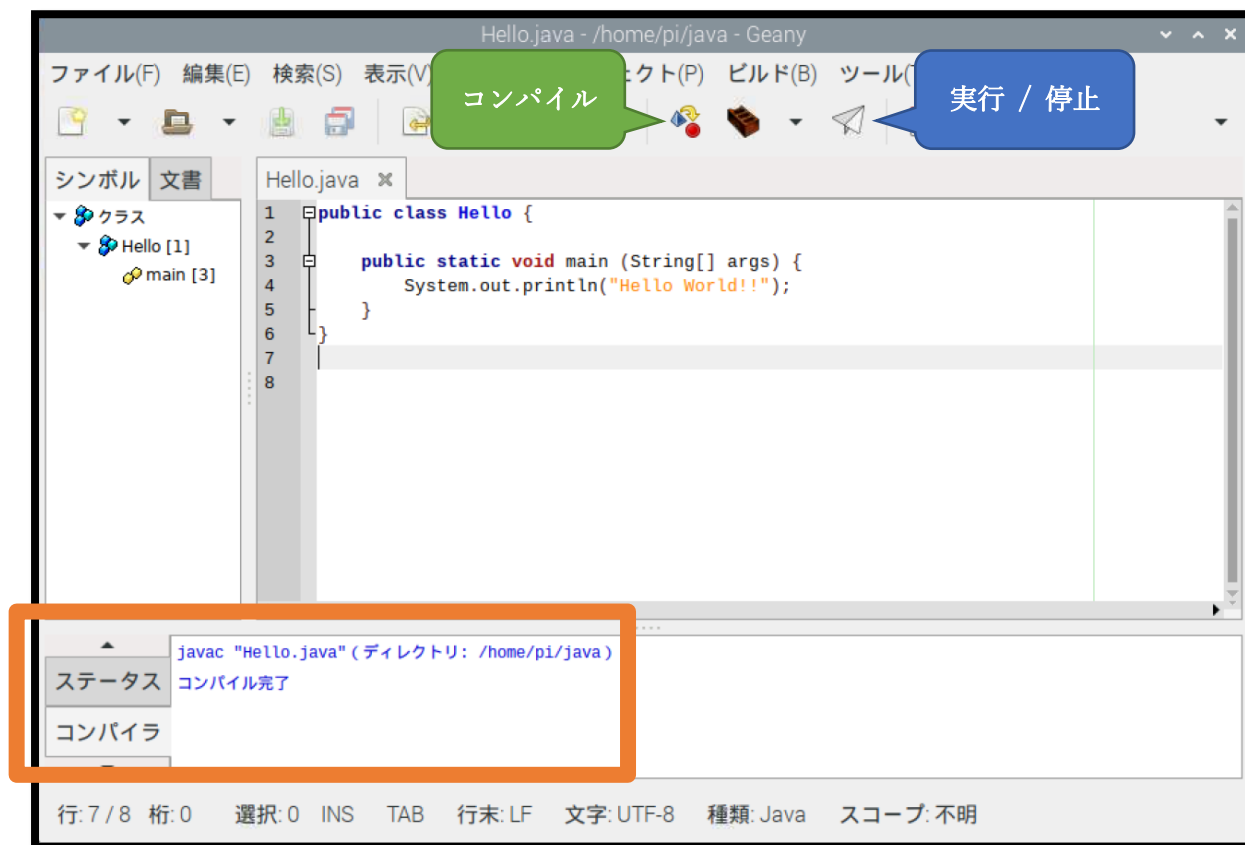 Hello.java - /home/pi/java - Geany
ファイル(F) 編集(E) 検索(S) 表示(V) ェクト(P) ビルド(B) ツール(
コンパイル
実行 / 停止
シンボル 文書
Hello.java
クラス
Hello [1]
main [3]
1 public class Hello {
2
3 public static void main (String[] args) {
4 System.out.println("Hello World!!");
5 }
6 }
7
8
javac "Hello.java" (ディレクトリ: /home/pi/java)
ステータス
コンパイル完了
コンパイラ
行: 7 / 8 桁: 0 選択: 0 INS TAB 行末: LF 文字: UTF-8 種類: Java スコープ: 不明